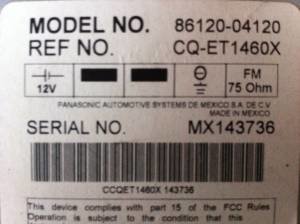 MODEL NO. 86120-04120
REF NO. CQ-ET1460X
12V
FM
75 Ohm
PANASONIC AUTOMOTIVE SYSTEMS DE MEXICO.S.A. DE C.V
MADE IN MEXICO
SERIAL NO. MX143736
CCQET1460X 143736
This device complies with part 15 of the FCC Rules
Operation is subject to the condition that this